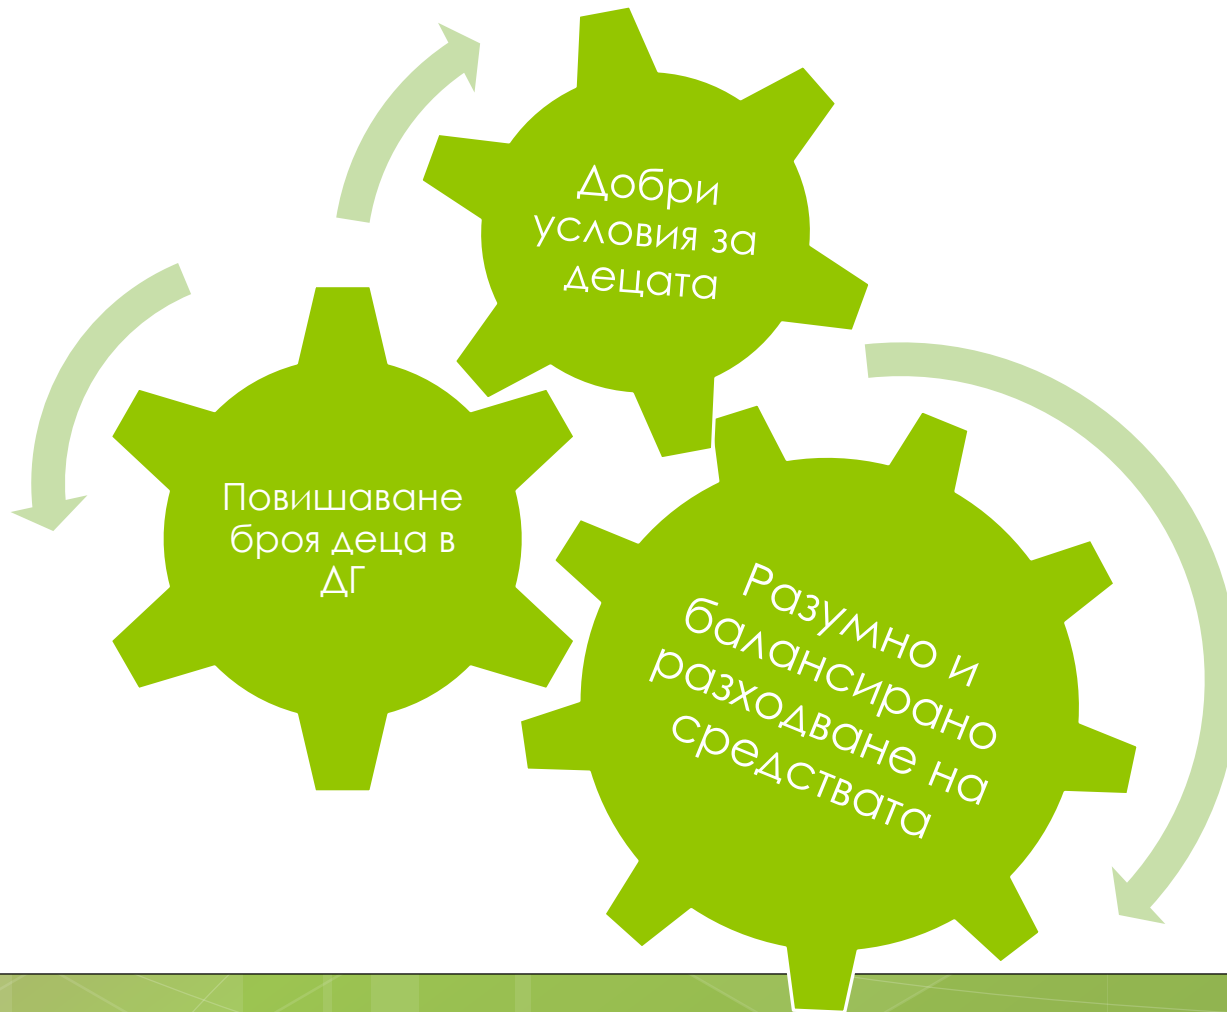 Добри
условия за
децата
Повишаване
броя деца в
ДГ
Разумно и
балансирано
разходване на
средствата